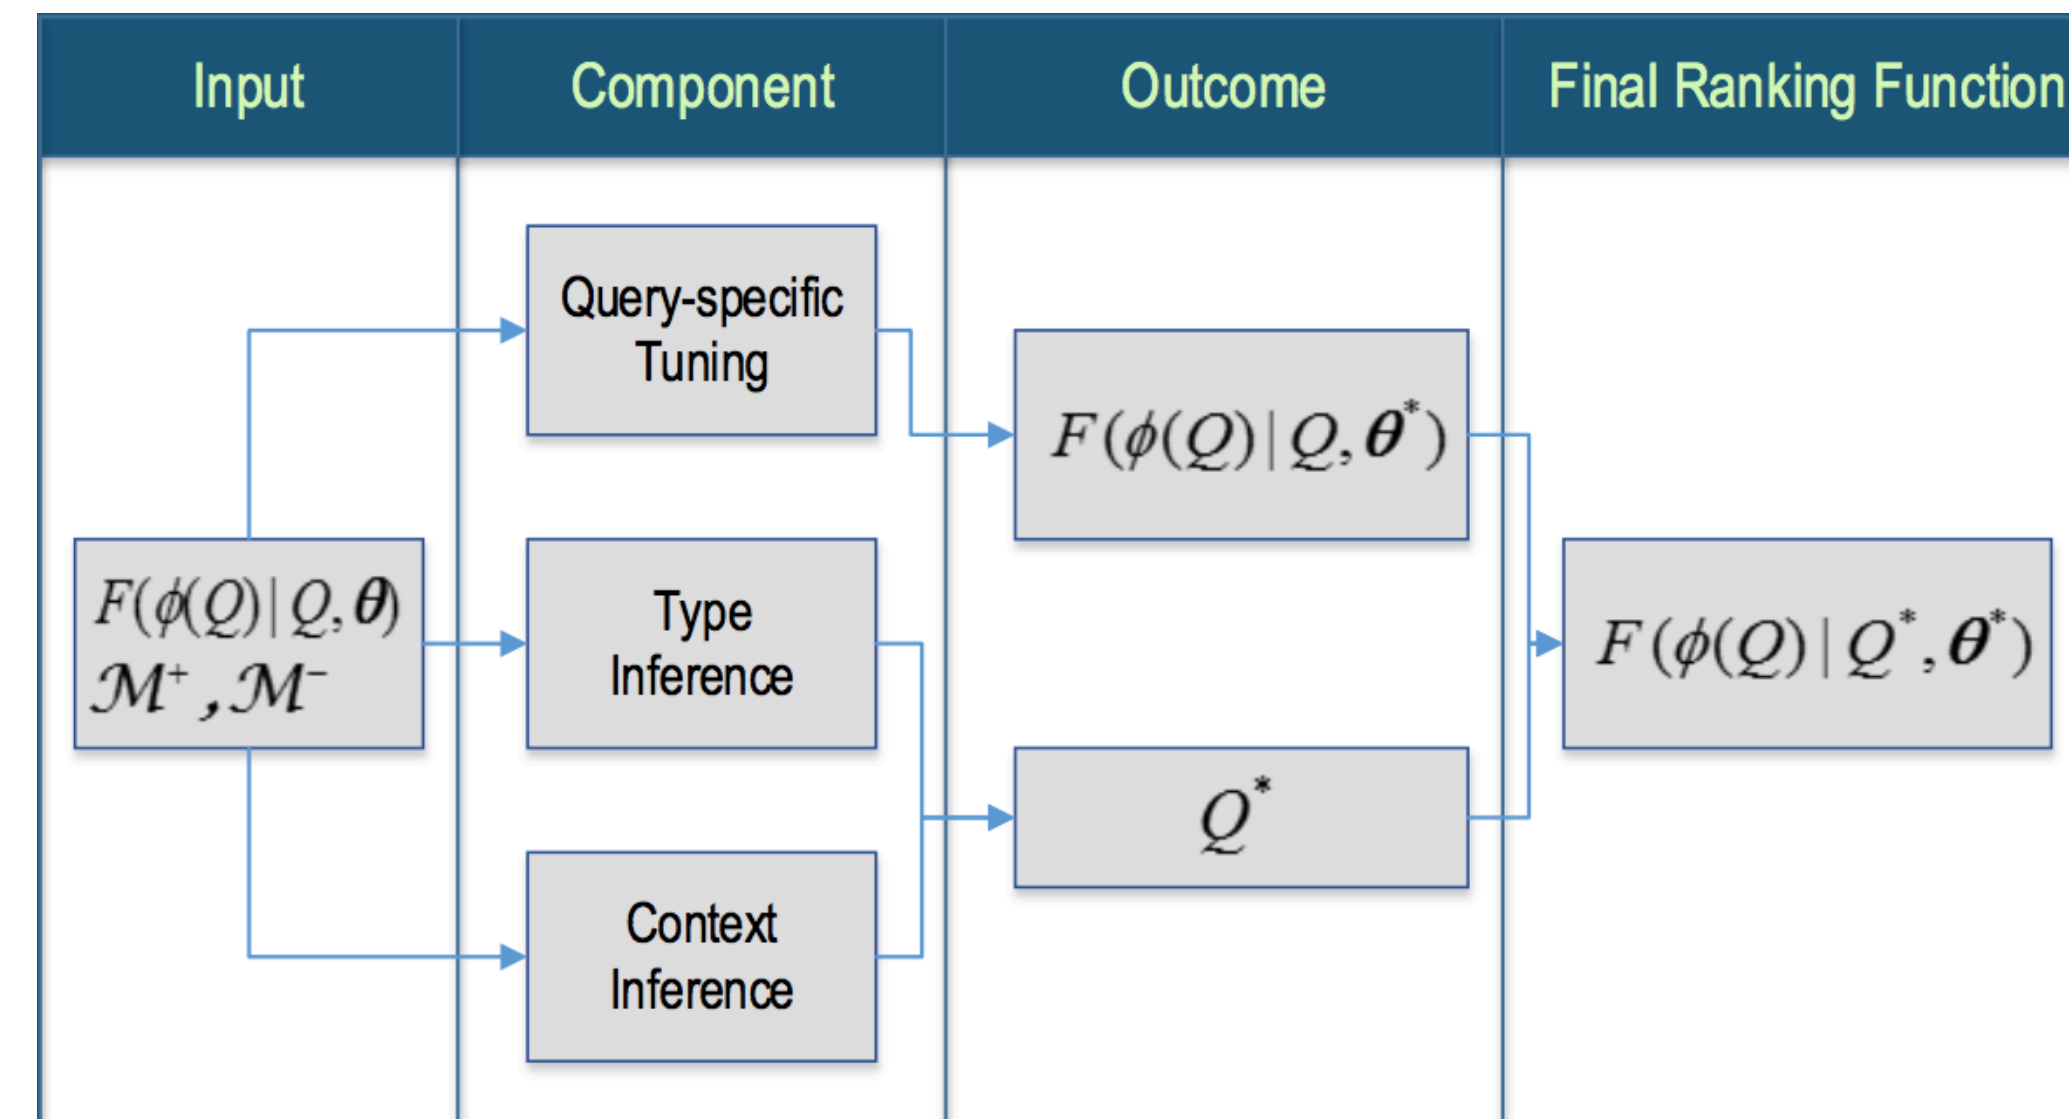 Input
Component
Outcome
Final Ranking Function
Query-specific
Tuning
F(ϕ(Q)|Q,θ*)
F(ϕ(Q)|Q,θ)
ℳ⁺,ℳ⁻
Type
Inference
F(ϕ(Q)|Q*,θ*)
Q*
Context
Inference